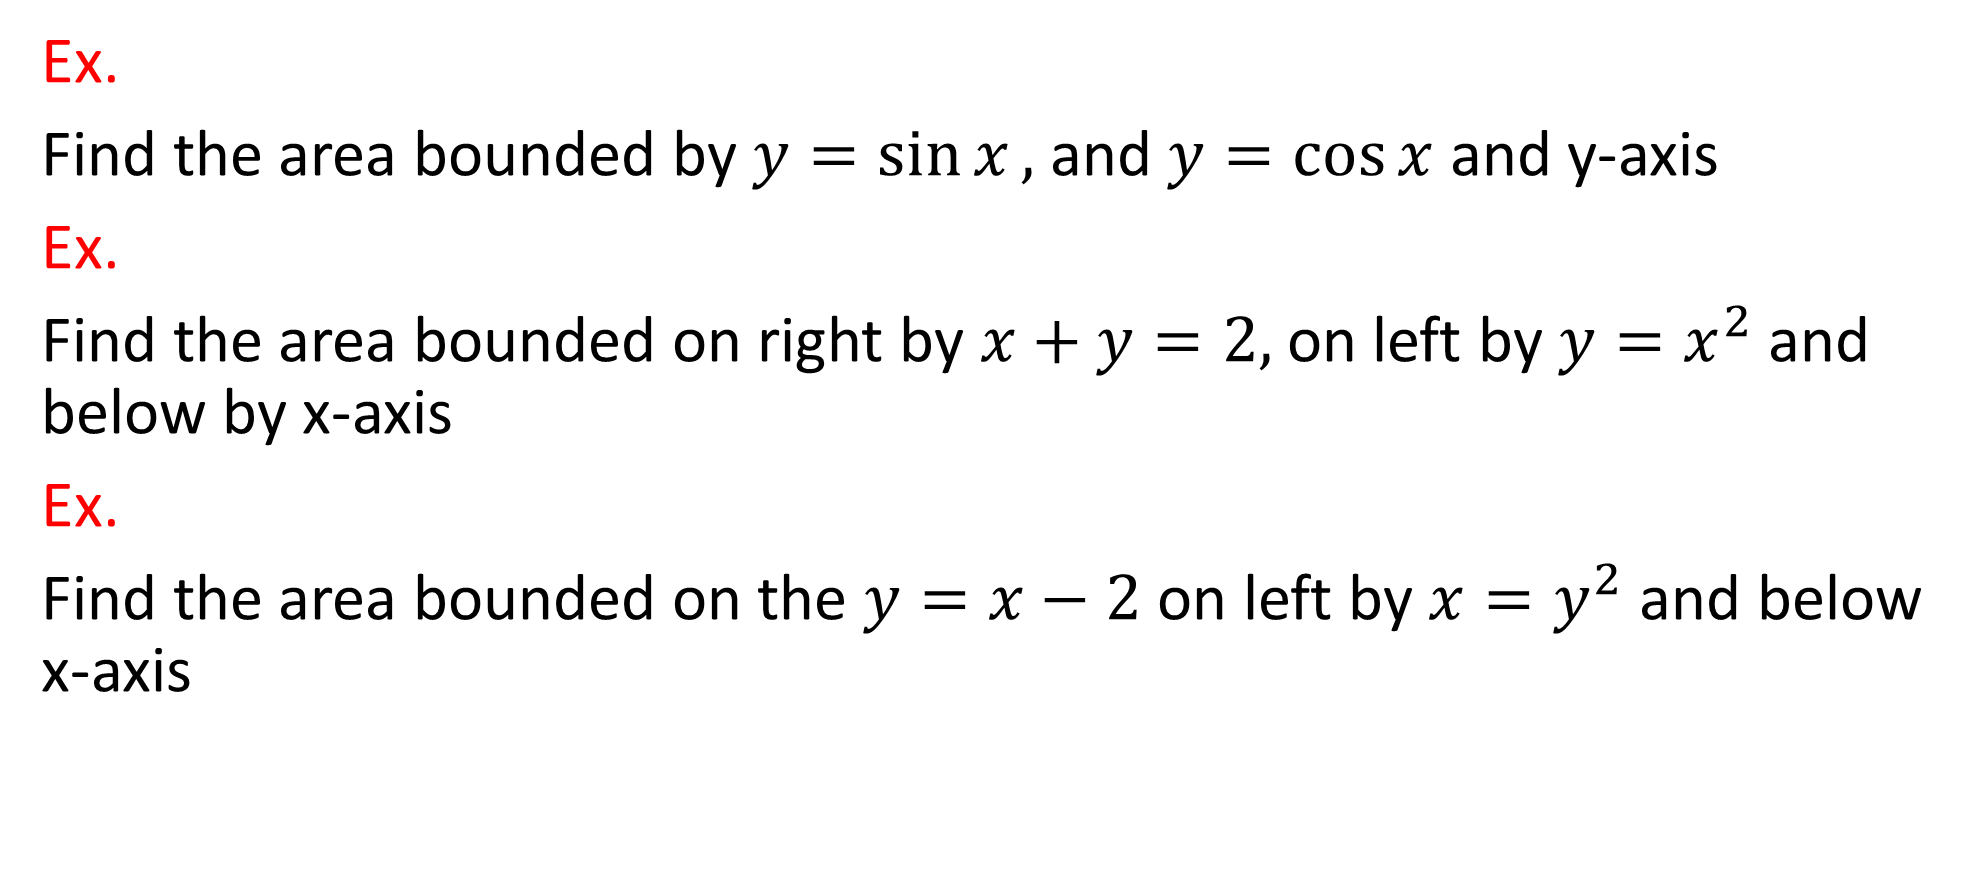 Ex.
Find the area bounded by y = sin x , and y = cos x and y-axis
Ex.
Find the area bounded on right by x + y = 2, on left by y = x² and
below by x-axis
Ex.
Find the area bounded on the y = x − 2 on left by x = y² and below
x-axis